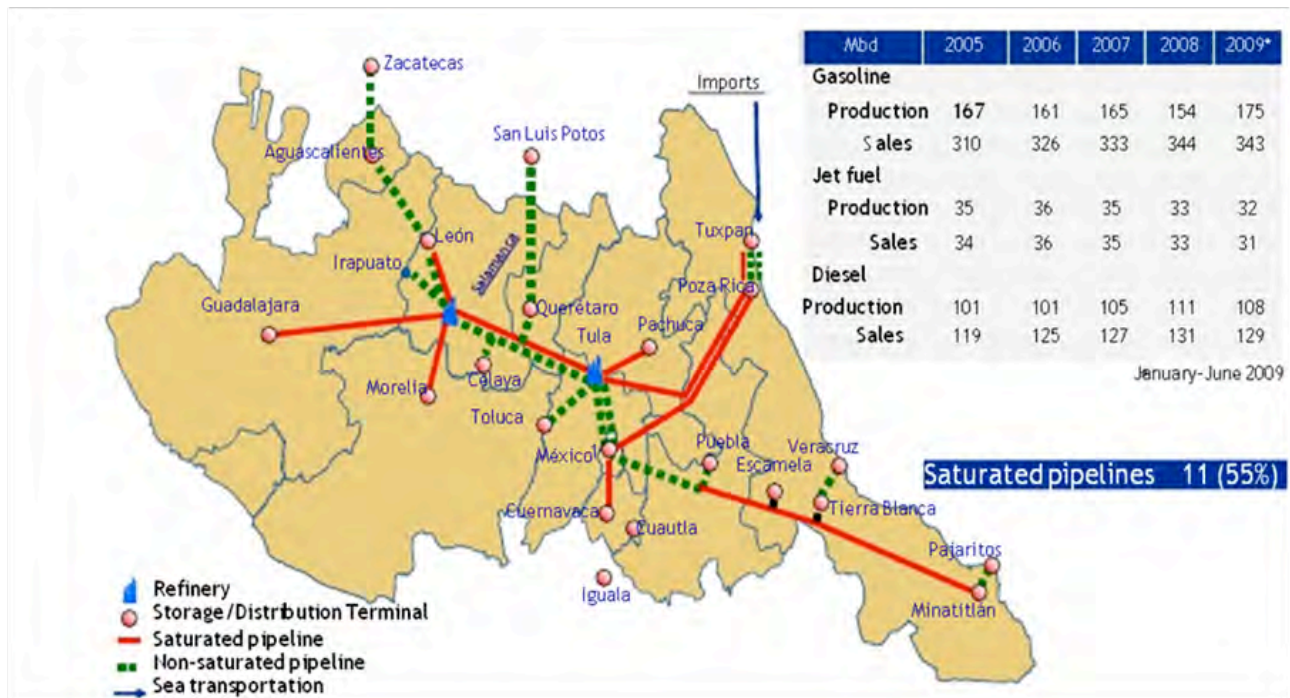 Mbd 2005 2006 2007 2008 2009*
Gasoline
Production 167 161 165 154 175
Sales 310 326 333 344 343
Jet fuel
Production 35 36 35 33 32
Sales 34 36 35 33 31
Diesel
Production 101 101 105 111 108
Sales 119 125 127 131 129
January-June 2009
Saturated pipelines 11 (55%)
Imports
Zacatecas
San Luis Potos
Aguascalientes
León
Irapuato
Salamanca
Tuxpan
Poza Rica
Guadalajara
Querétaro
Pachuca
Tula
Morelia
Celaya
Toluca
México¹
Puebla
Veracruz
Escamela
Tierra Blanca
Cuernavaca
Cuautla
Pajaritos
Iguala
Minatitlán
Refinery
Storage/Distribution Terminal
Saturated pipeline
Non-saturated pipeline
Sea transportation